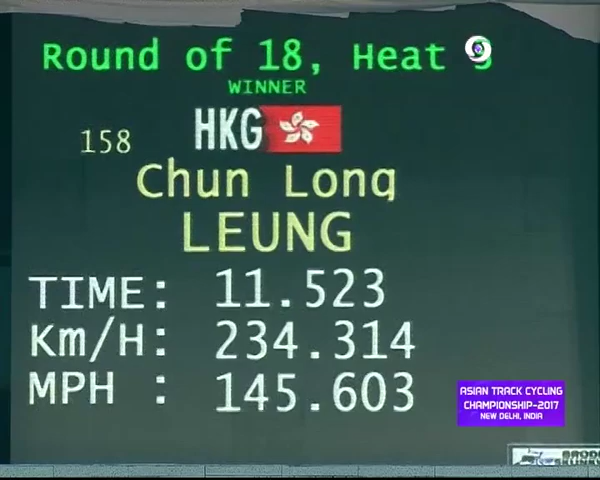 Round of 18, Heat
WINNER
158 HKG
Chun Long
LEUNG
TIME: 11.523
Km/H: 234.314
MPH : 145.603
ASIAN TRACK CYCLING
CHAMPIONSHIP-2017
NEW DELHI, INDIA